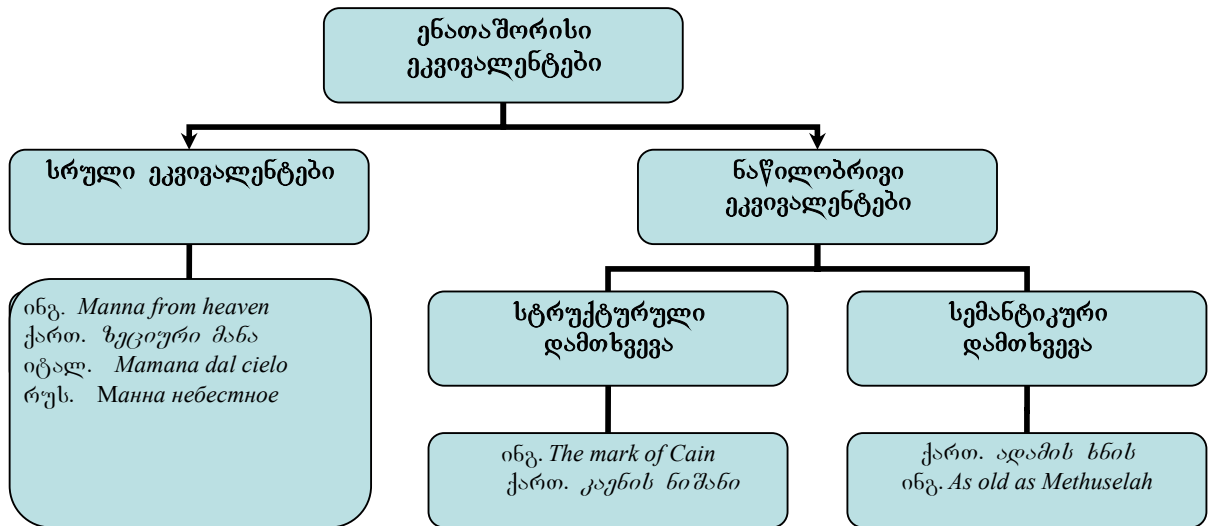 ენათაშორისი
ეკვივალენტები
სრული ეკვივალენტები
ნაწილობრივი
ეკვივალენტები
ინგ. Manna from heaven
ქართ. ზეციური მანა
იტალ. Mamana dal cielo
რუს. Манна небестное
სტრუქტურული
დამთხვევა
სემანტიკური
დამთხვევა
ინგ. The mark of Cain
ქართ. კაენის ნიშანი
ქართ. ადამის ხნის
ინგ. As old as Methuselah